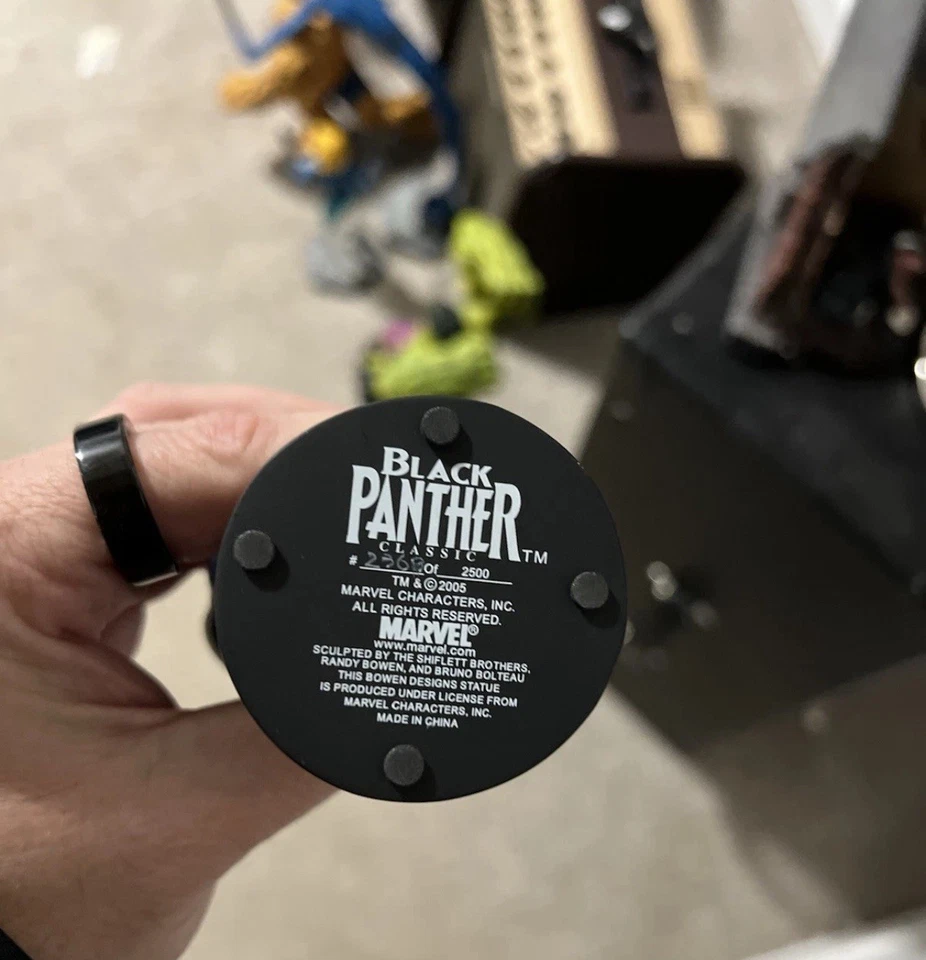 BLACK
PANTHER™
CLASSIC
# of 2500
TM & © 2005
MARVEL CHARACTERS, INC.
ALL RIGHTS RESERVED.
MARVEL®
www.marvel.com
SCULPTED BY THE SHIFLETT BROTHERS,
RANDY BOWEN, AND BRUNO BOLTEAU
THIS BOWEN DESIGNS STATUE
IS PRODUCED UNDER LICENSE FROM
MARVEL CHARACTERS, INC.
MADE IN CHINA